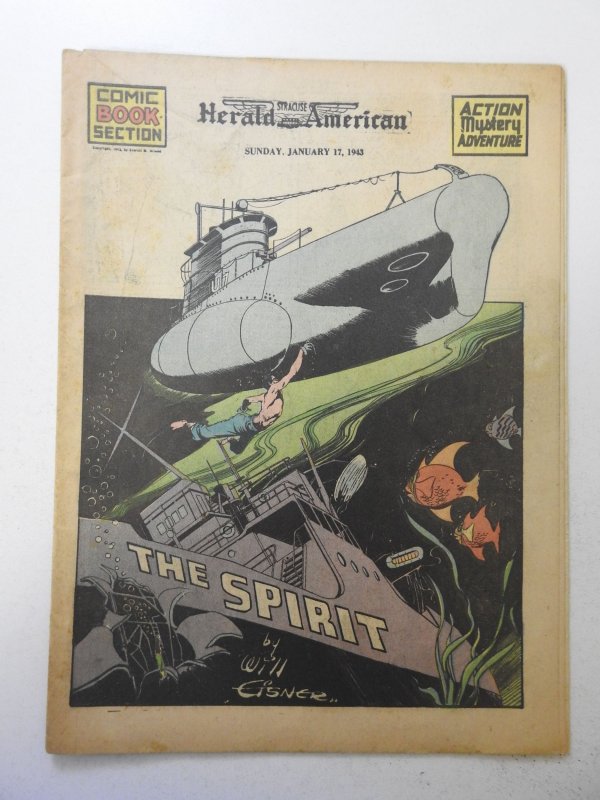 COMIC
BOOK
SECTION
SYRACUSE
Herald American
SUNDAY, JANUARY 17, 1943
ACTION
Mystery
ADVENTURE
THE SPIRIT
by
Will
EISNER..